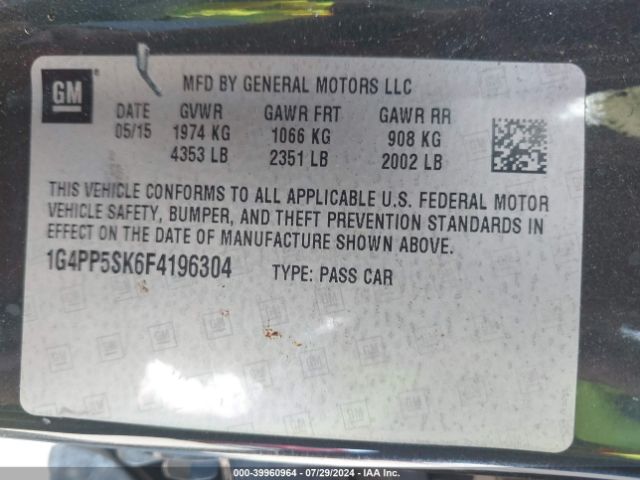 GM
MFD BY GENERAL MOTORS LLC
DATE GVWR GAWR FRT GAWR RR
05/15 1974 KG 1066 KG 908 KG
4353 LB 2351 LB 2002 LB
THIS VEHICLE CONFORMS TO ALL APPLICABLE U.S. FEDERAL MOTOR
VEHICLE SAFETY, BUMPER, AND THEFT PREVENTION STANDARDS IN
EFFECT ON THE DATE OF MANUFACTURE SHOWN ABOVE.
1G4PP5SK6F4196304 TYPE: PASS CAR
000-39960964 / 07/29/2024 - IAA Inc.